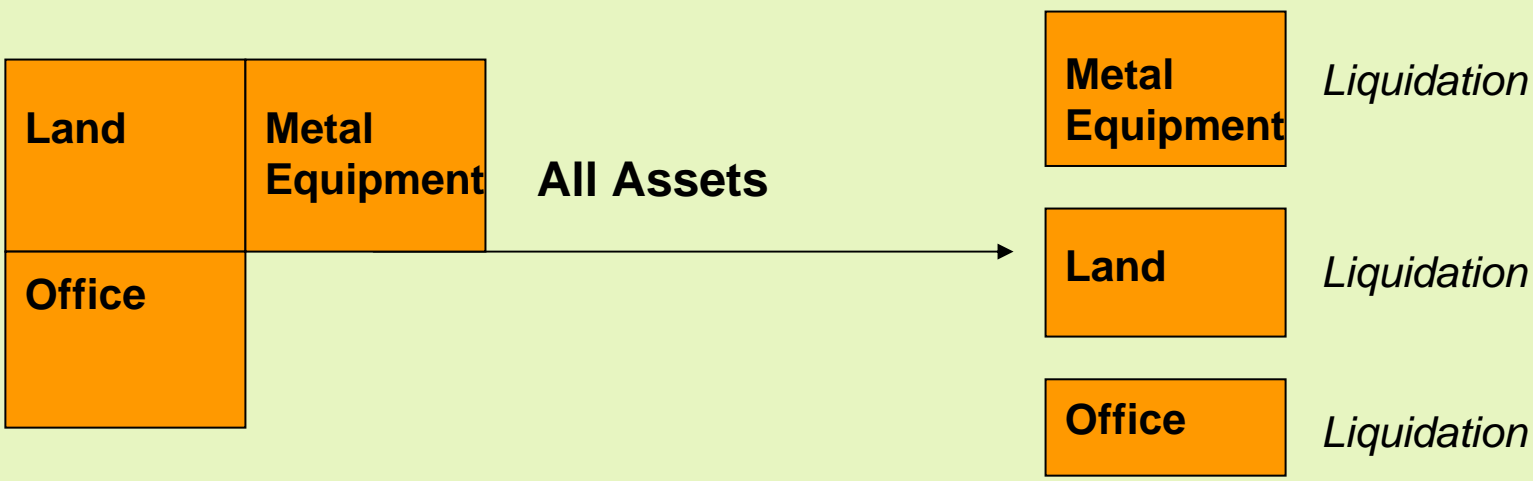 Land
Metal
Equipment
Office
All Assets
Metal
Equipment
Liquidation
Land
Liquidation
Office
Liquidation